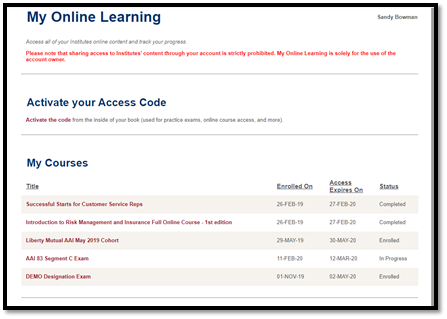 My Online Learning
Sandy Bowman
Access all of your Institutes online content and track your progress
Please note that sharing access to Institutes' content through your account is strictly prohibited. My Online Learning is solely for the use of the
account owner.
Activate your Access Code
Activate the code from the inside of your book (used for practice exams, online course access, and more)
My Courses
Title Enrolled On Access Expires On Status
Successful Starts for Customer Service Reps 26-FEB-19 27-FEB-20 Completed
Introduction to Risk Management and Insurance Full Online Course - 1st edition 26-FEB-19 27-FEB-20 Completed
Liberty Mutual AAI May 2019 Cohort 29-MAY-19 30-MAY-20 Enrolled
AAI 83 Segment C Exam 11-FEB-20 12-MAR-20 In Progress
DEMO Designation Exam 01-NOV-19 02-MAY-20 Enrolled